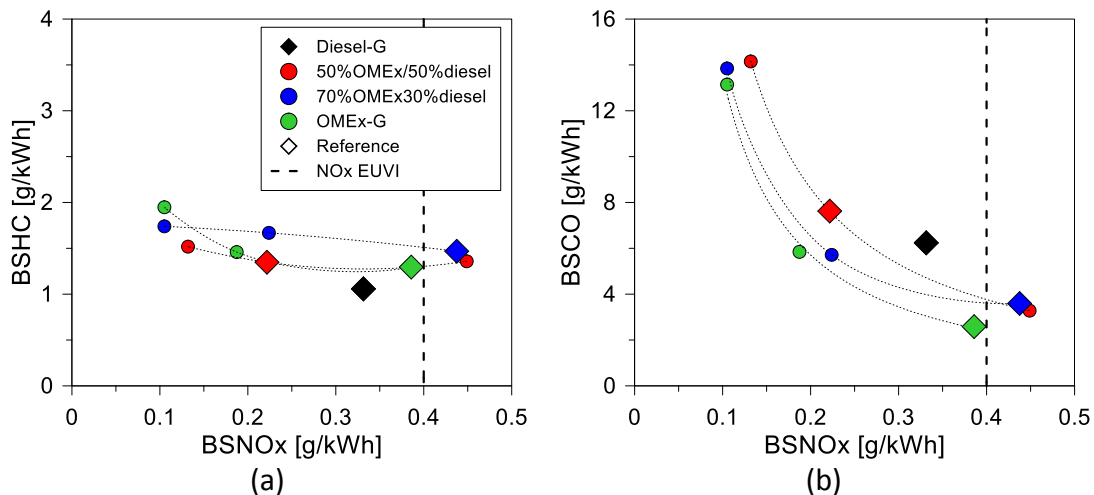 4
3
2
1
0
BSHC [g/kWh]
Diesel-G
50%OMEx/50%diesel
70%OMEx30%diesel
OMEx-G
Reference
NOx EUVI
0 0.1 0.2 0.3 0.4 0.5
BSNOx [g/kWh]
(a)
16
12
8
4
0
BSCO [g/kWh]
0 0.1 0.2 0.3 0.4 0.5
BSNOx [g/kWh]
(b)